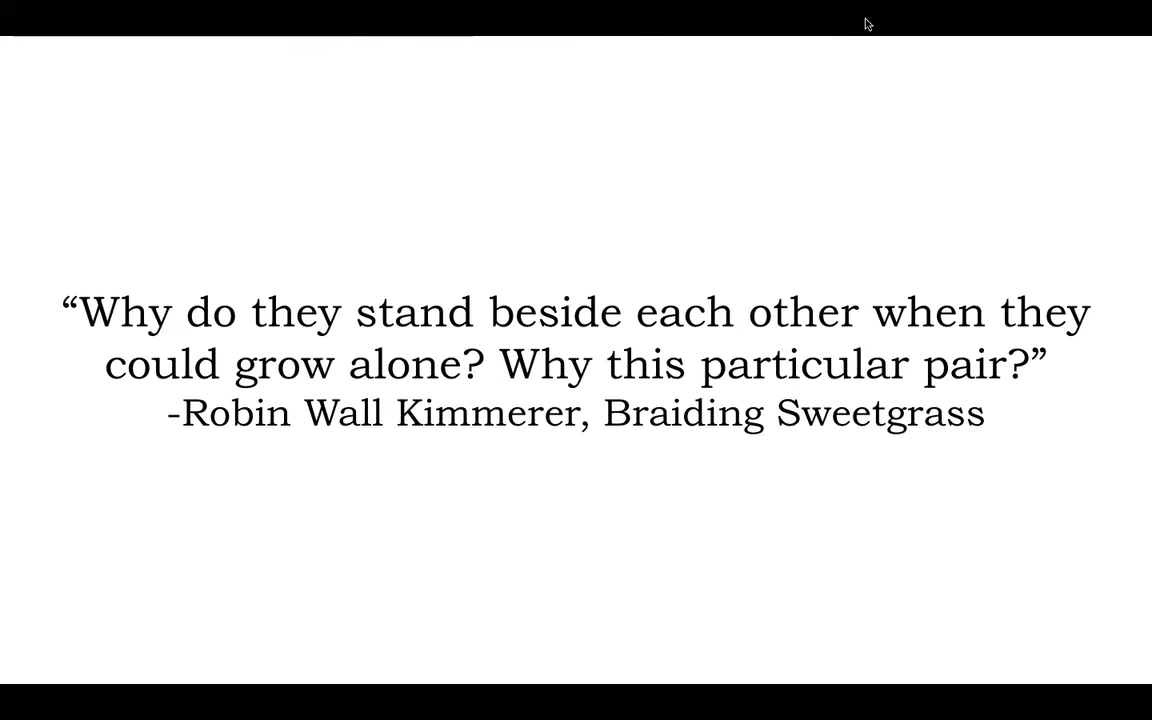 “Why do they stand beside each other when they
could grow alone? Why this particular pair?”
-Robin Wall Kimmerer, Braiding Sweetgrass